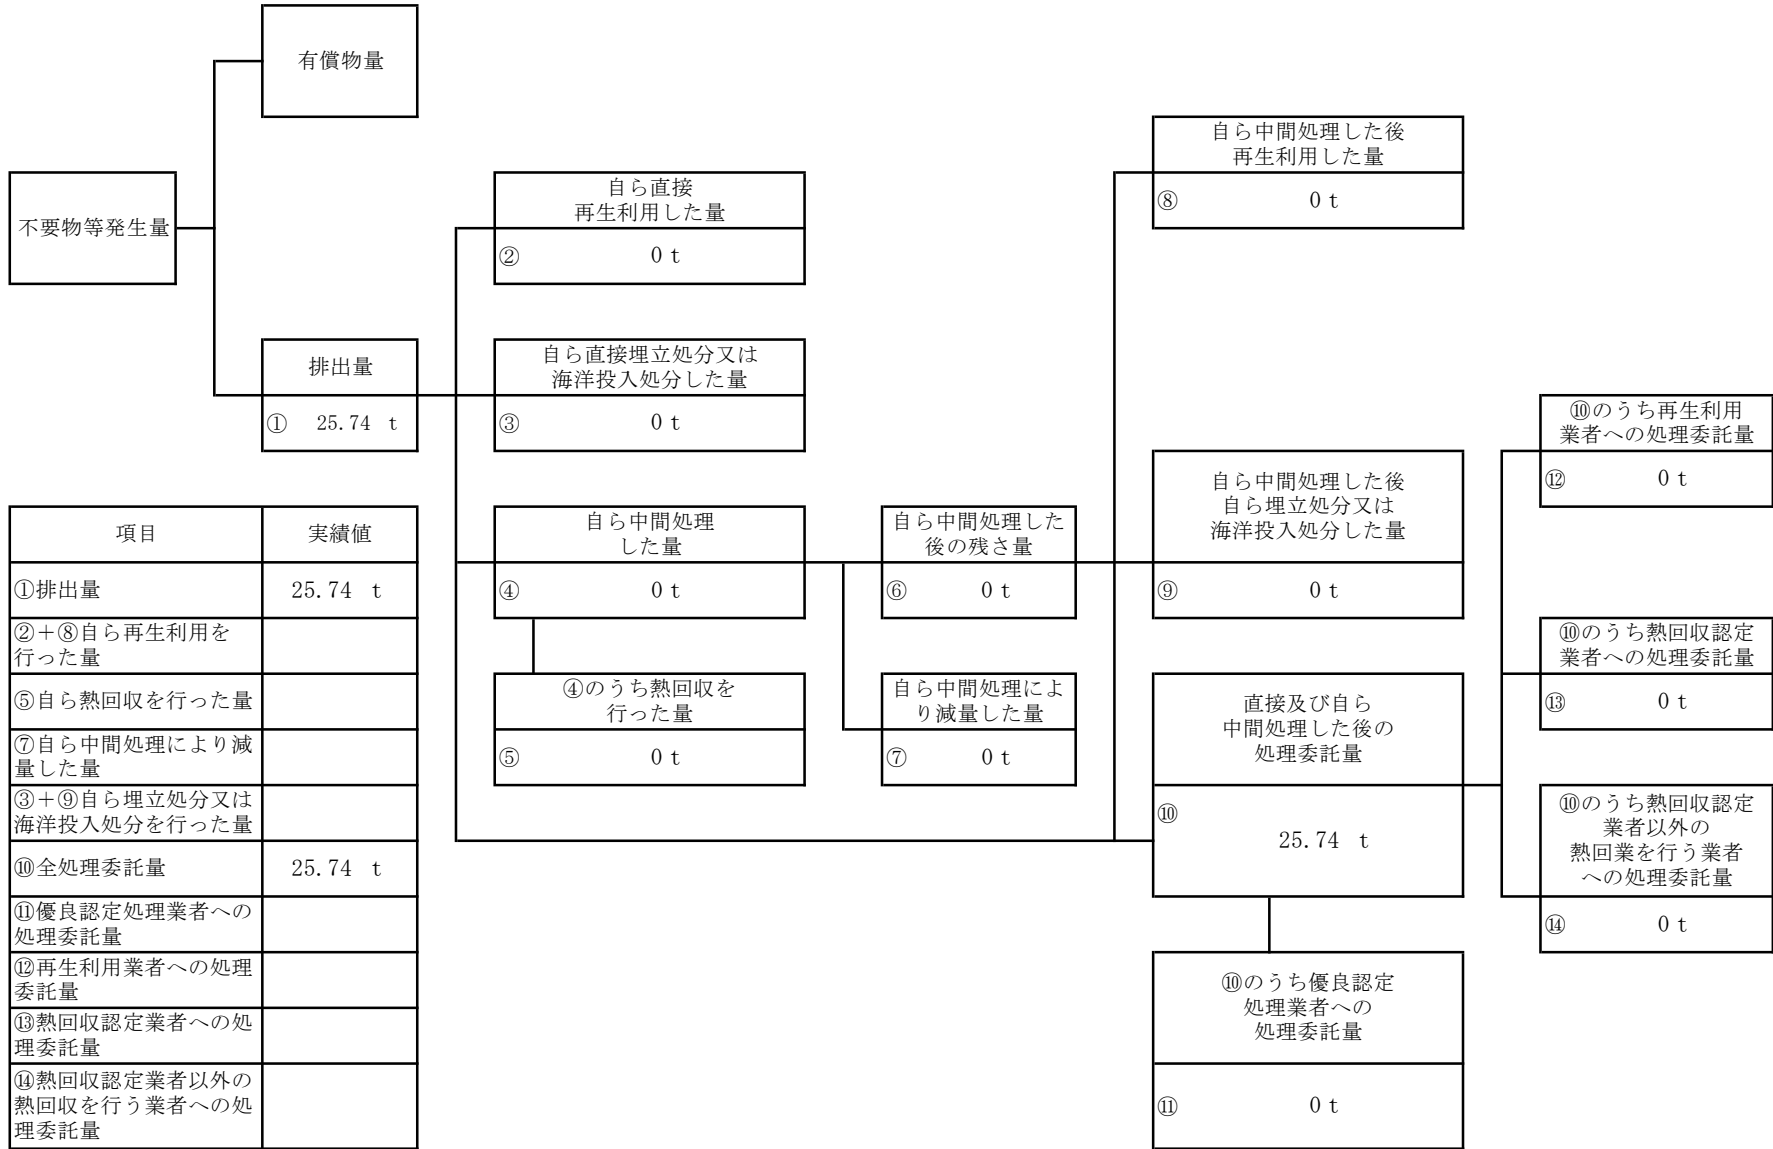 有償物量
不要物等発生量
排出量
① 25.74 t
自ら直接
再生利用した量
② 0 t
自ら直接埋立処分又は
海洋投入処分した量
③ 0 t
自ら中間処理
した量
④ 0 t
④のうち熱回収を
行った量
⑤ 0 t
自ら中間処理した
後の残さ量
⑥ 0 t
自ら中間処理によ
り減量した量
⑦ 0 t
自ら中間処理した後
再生利用した量
⑧ 0 t
自ら中間処理した後
自ら埋立処分又は
海洋投入処分した量
⑨ 0 t
直接及び自ら
中間処理した後の
処理委託量
⑩
25.74 t
⑩のうち優良認定
処理業者への
処理委託量
⑪ 0 t
⑩のうち再生利用
業者への処理委託量
⑫ 0 t
⑩のうち熱回収認定
業者への処理委託量
⑬ 0 t
⑩のうち熱回収認定
業者以外の
熱回業を行う業者
への処理委託量
⑭ 0 t
項目 実績値
①排出量 25.74 t
②＋⑧自ら再生利用を
行った量
⑤自ら熱回収を行った量
⑦自ら中間処理により減
量した量
③＋⑨自ら埋立処分又は
海洋投入処分を行った量
⑩全処理委託量 25.74 t
⑪優良認定処理業者への
処理委託量
⑫再生利用業者への処理
委託量
⑬熱回収認定業者への処
理委託量
⑭熱回収認定業者以外の
熱回収を行う業者への処
理委託量